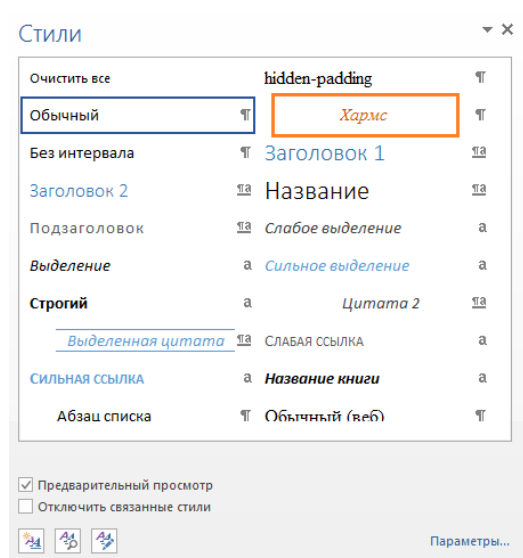 Стили
Очистить все
hidden-padding ¶
Обычный ¶
Хармс ¶
Без интервала ¶
Заголовок 1 ¶a
Заголовок 2 ¶a
Название ¶a
Подзаголовок ¶a
Слабое выделение a
Выделение a
Сильное выделение a
Строгий a
Цитата 2 ¶a
Выделенная цитата ¶a
Слабая ссылка a
Сильная ссылка a
Название книги a
Абзац списка ¶
Обычный (веб) ¶
Предварительный просмотр
Отключить связанные стили
Параметры...